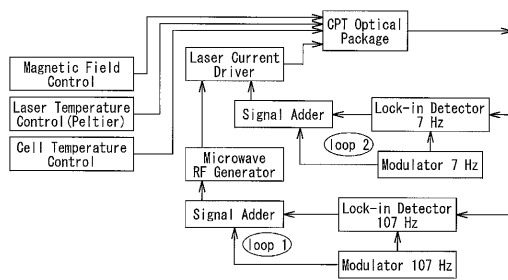 CPT Optical
Package
Laser Current
Driver
Magnetic Field
Control
Laser Temperature
Control(Peltier)
Cell Temperature
Control
Signal Adder
Lock-in Detector
7 Hz
loop 2
Modulator 7 Hz
Microwave
RF Generator
Signal Adder
Lock-in Detector
107 Hz
loop 1
Modulator 107 Hz